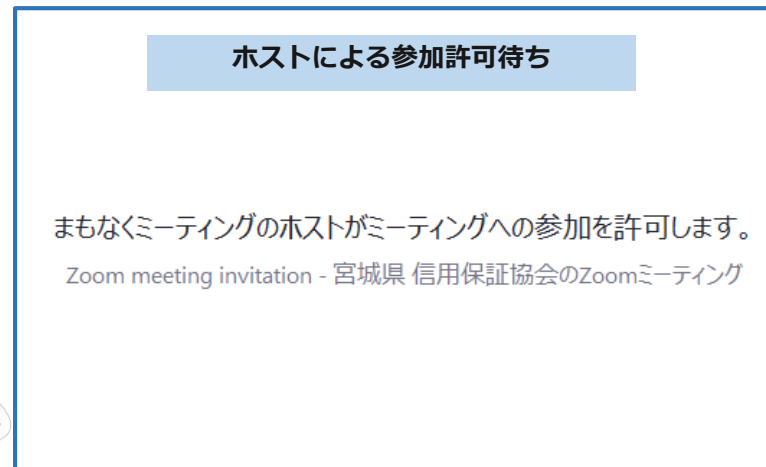 ホストによる参加許可待ち
まもなくミーティングのホストがミーティングへの参加を許可します。
Zoom meeting invitation - 宮城県 信用保証協会のZoomミーティング